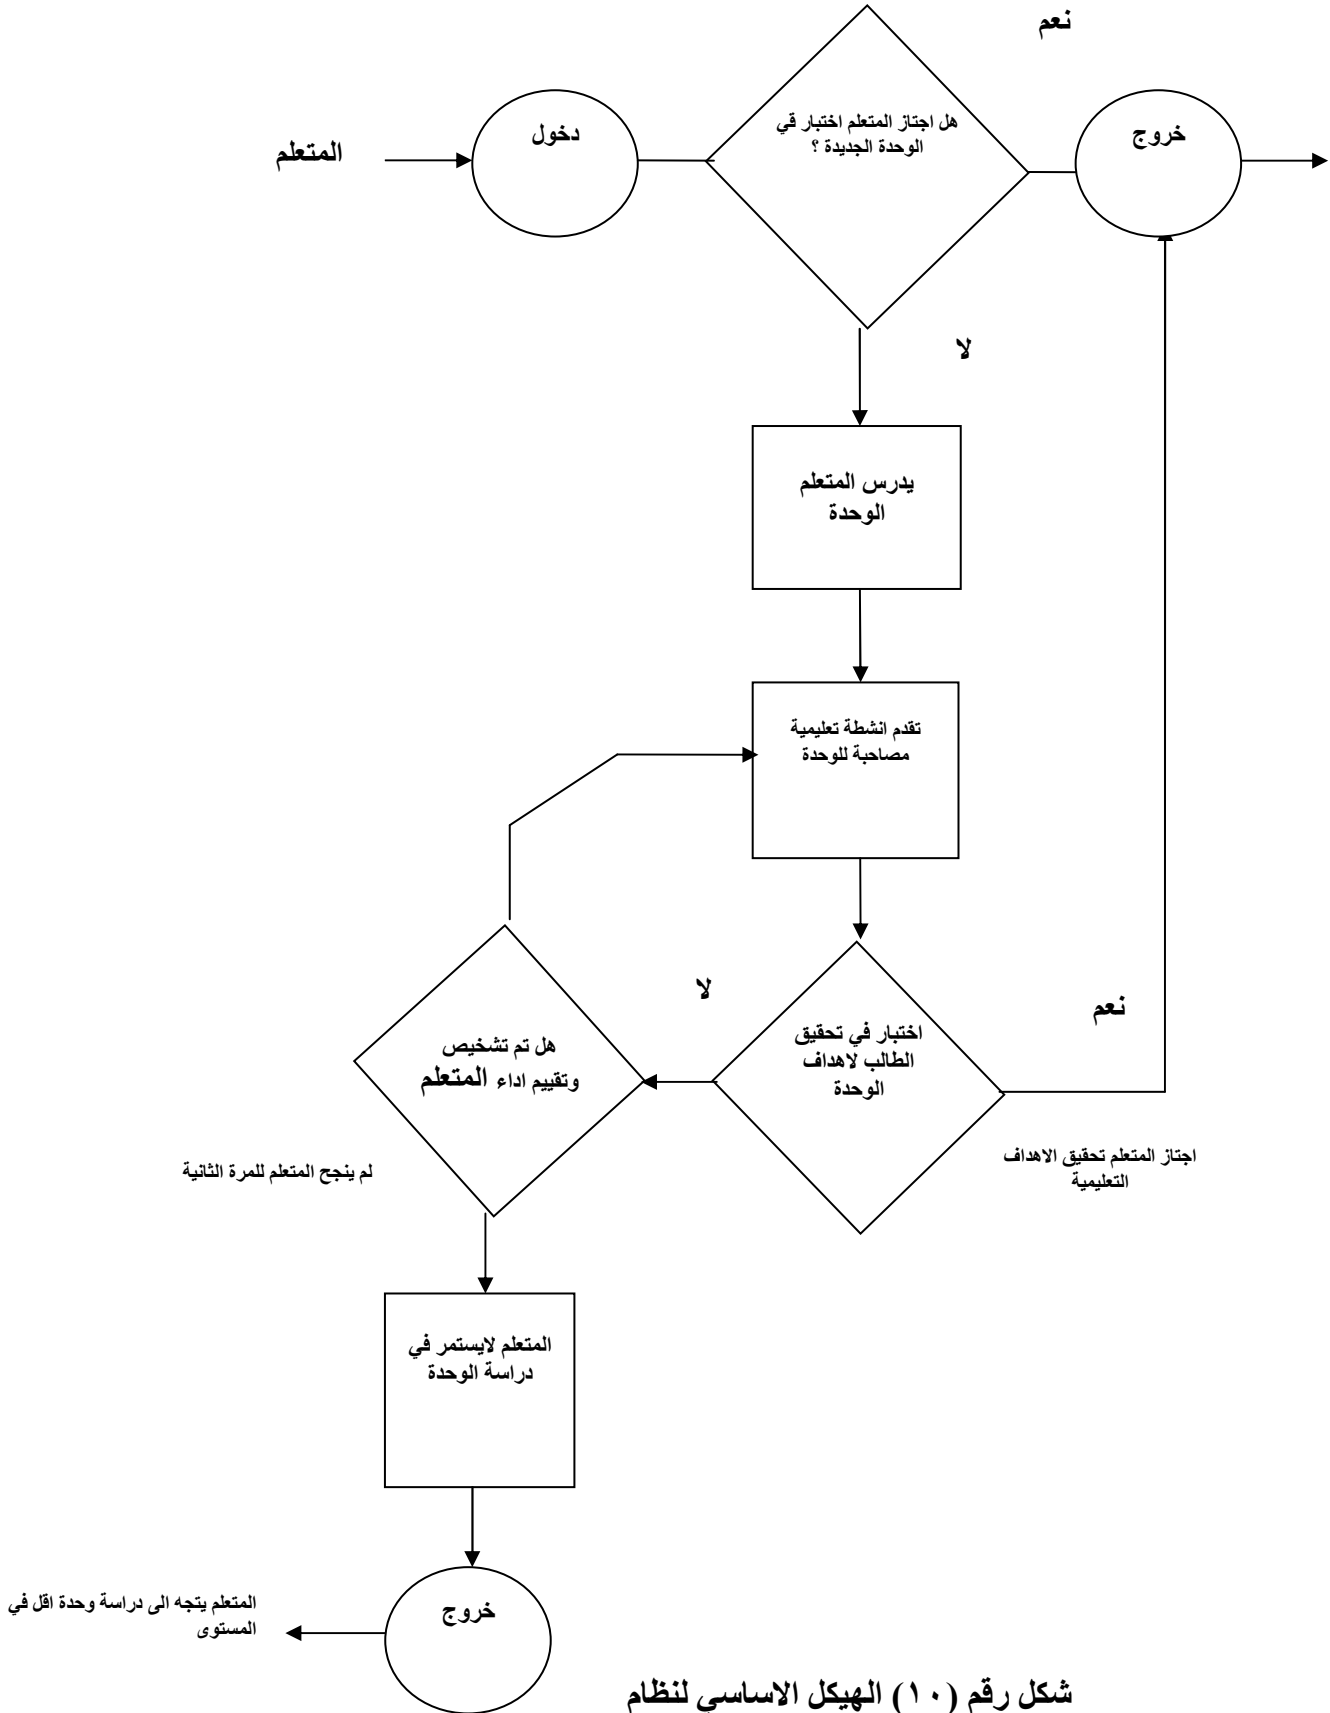 نعم
هل اجتاز المتعلم اختبار قي
الوحدة الجديدة ؟
المتعلم
دخول
خروج
لا
يدرس المتعلم
الوحدة
تقدم انشطة تعليمية
مصاحبة للوحدة
لا
نعم
اختبار في تحقيق
الطالب لاهداف
الوحدة
هل تم تشخيص
وتقييم اداء المتعلم
اجتاز المتعلم تحقيق الاهداف
التعليمية
لم ينجح المتعلم للمرة الثانية
المتعلم لايستمر في
دراسة الوحدة
خروج
المتعلم يتجه الى دراسة وحدة اقل في
المستوى
شكل رقم (١٠) الهيكل الاساسي لنظام